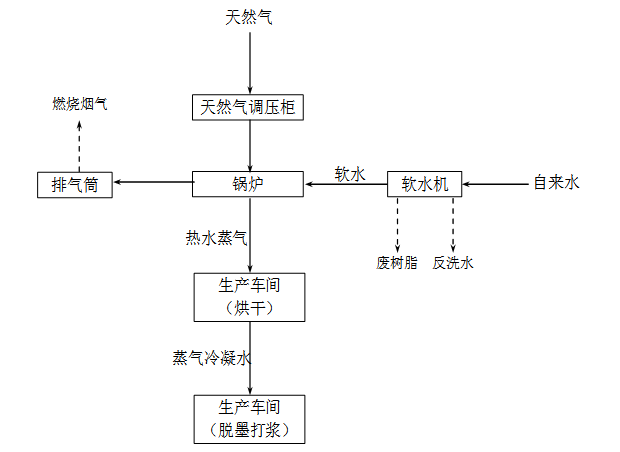 天然气
燃烧烟气
天然气调压柜
排气筒
锅炉
软水
软水机
自来水
热水蒸气
废树脂
反洗水
生产车间
（烘干）
蒸气冷凝水
生产车间
（脱墨打浆）